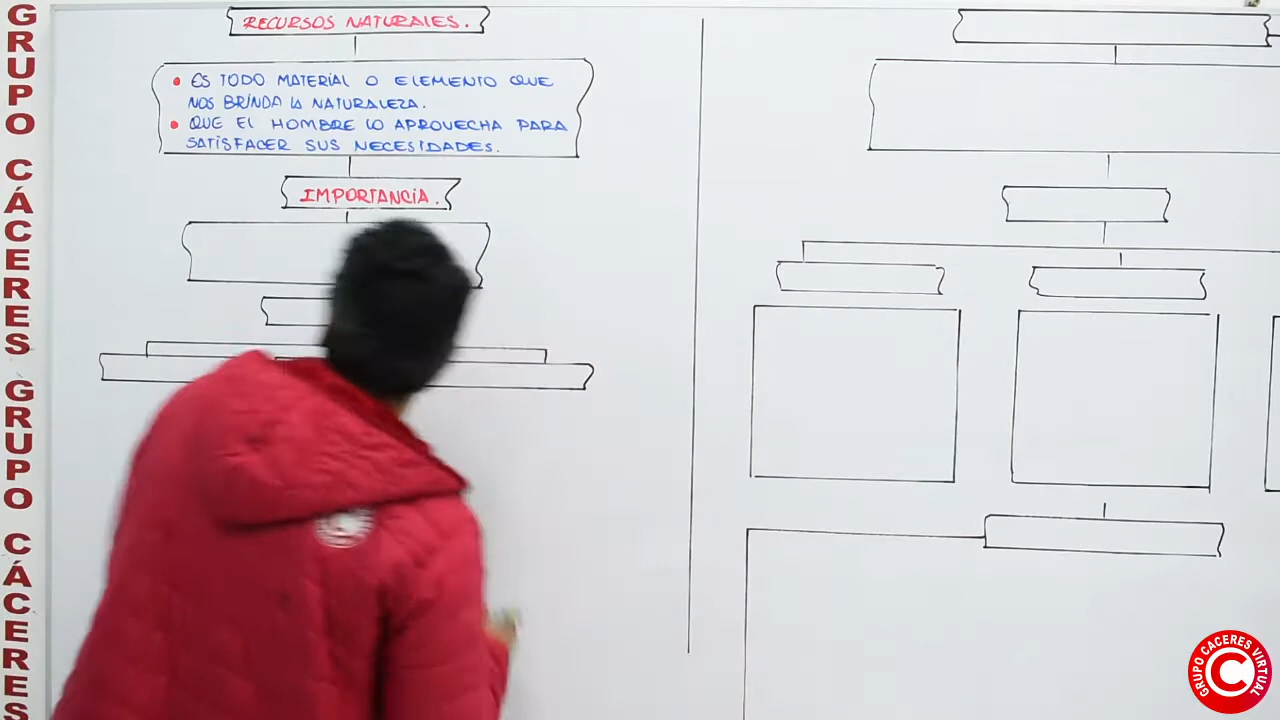 GRUPO CÁCERES GRUPO CÁCERES
RECURSOS NATURALES.
• ES TODO MATERIAL O ELEMENTO QUE
NOS BRINDA LA NATURALEZA.
• QUE EL HOMBRE LO APROVECHA PARA
SATISFACER SUS NECESIDADES.
IMPORTANCIA.
GRUPO CACERES VIRTUAL
C